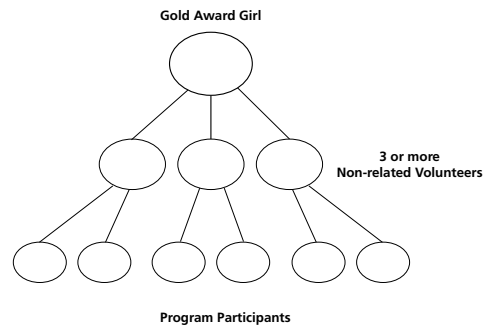 Gold Award Girl
3 or more
Non-related Volunteers
Program Participants